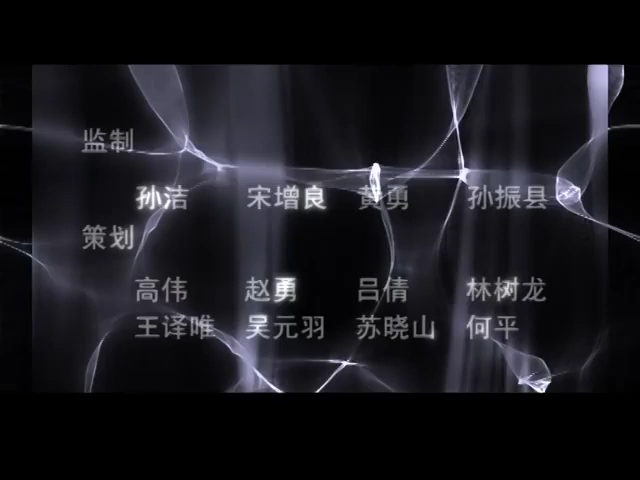 监制
孙洁 宋增良 黄勇 孙振县
策划
高伟 赵勇 吕倩 林树龙
王译唯 吴元羽 苏晓山 何平